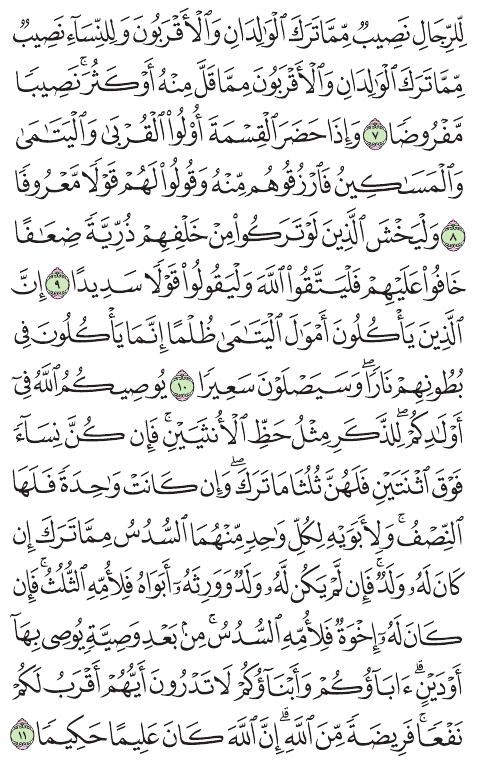 لِّلرِّجَالِ نَصِيبٌ مِّمَّا تَرَكَ ٱلْوَٰلِدَانِ وَٱلْأَقْرَبُونَ وَلِلنِّسَآءِ نَصِيبٌ
مِّمَّا تَرَكَ ٱلْوَٰلِدَانِ وَٱلْأَقْرَبُونَ مِمَّا قَلَّ مِنْهُ أَوْ كَثُرَ ۚ نَصِيبًا
مَّفْرُوضًا ٧ وَإِذَا حَضَرَ ٱلْقِسْمَةَ أُو۟لُوا۟ ٱلْقُرْبَىٰ وَٱلْيَتَٰمَىٰ
وَٱلْمَسَٰكِينُ فَٱرْزُقُوهُم مِّنْهُ وَقُولُوا۟ لَهُمْ قَوْلًا مَّعْرُوفًا
٨ وَلْيَخْشَ ٱلَّذِينَ لَوْ تَرَكُوا۟ مِنْ خَلْفِهِمْ ذُرِّيَّةً ضِعَٰفًا
خَافُوا۟ عَلَيْهِمْ فَلْيَتَّقُوا۟ ٱللَّهَ وَلْيَقُولُوا۟ قَوْلًا سَدِيدًا ٩ إِنَّ
ٱلَّذِينَ يَأْكُلُونَ أَمْوَٰلَ ٱلْيَتَٰمَىٰ ظُلْمًا إِنَّمَا يَأْكُلُونَ فِى
بُطُونِهِمْ نَارًا ۖ وَسَيَصْلَوْنَ سَعِيرًا ١٠ يُوصِيكُمُ ٱللَّهُ فِىٓ
أَوْلَٰدِكُمْ ۖ لِلذَّكَرِ مِثْلُ حَظِّ ٱلْأُنثَيَيْنِ ۚ فَإِن كُنَّ نِسَآءً
فَوْقَ ٱثْنَتَيْنِ فَلَهُنَّ ثُلُثَا مَا تَرَكَ ۖ وَإِن كَانَتْ وَٰحِدَةً فَلَهَا
ٱلنِّصْفُ ۚ وَلِأَبَوَيْهِ لِكُلِّ وَٰحِدٍ مِّنْهُمَا ٱلسُّدُسُ مِمَّا تَرَكَ إِن
كَانَ لَهُۥ وَلَدٌ ۚ فَإِن لَّمْ يَكُن لَّهُۥ وَلَدٌ وَوَرِثَهُۥٓ أَبَوَاهُ فَلِأُمِّهِ ٱلثُّلُثُ ۚ فَإِن
كَانَ لَهُۥٓ إِخْوَةٌ فَلِأُمِّهِ ٱلسُّدُسُ ۚ مِنۢ بَعْدِ وَصِيَّةٍ يُوصِى بِهَآ
أَوْ دَيْنٍ ۗ ءَابَآؤُكُمْ وَأَبْنَآؤُكُمْ لَا تَدْرُونَ أَيُّهُمْ أَقْرَبُ لَكُمْ
نَفْعًا ۚ فَرِيضَةً مِّنَ ٱللَّهِ ۗ إِنَّ ٱللَّهَ كَانَ عَلِيمًا حَكِيمًا ١١